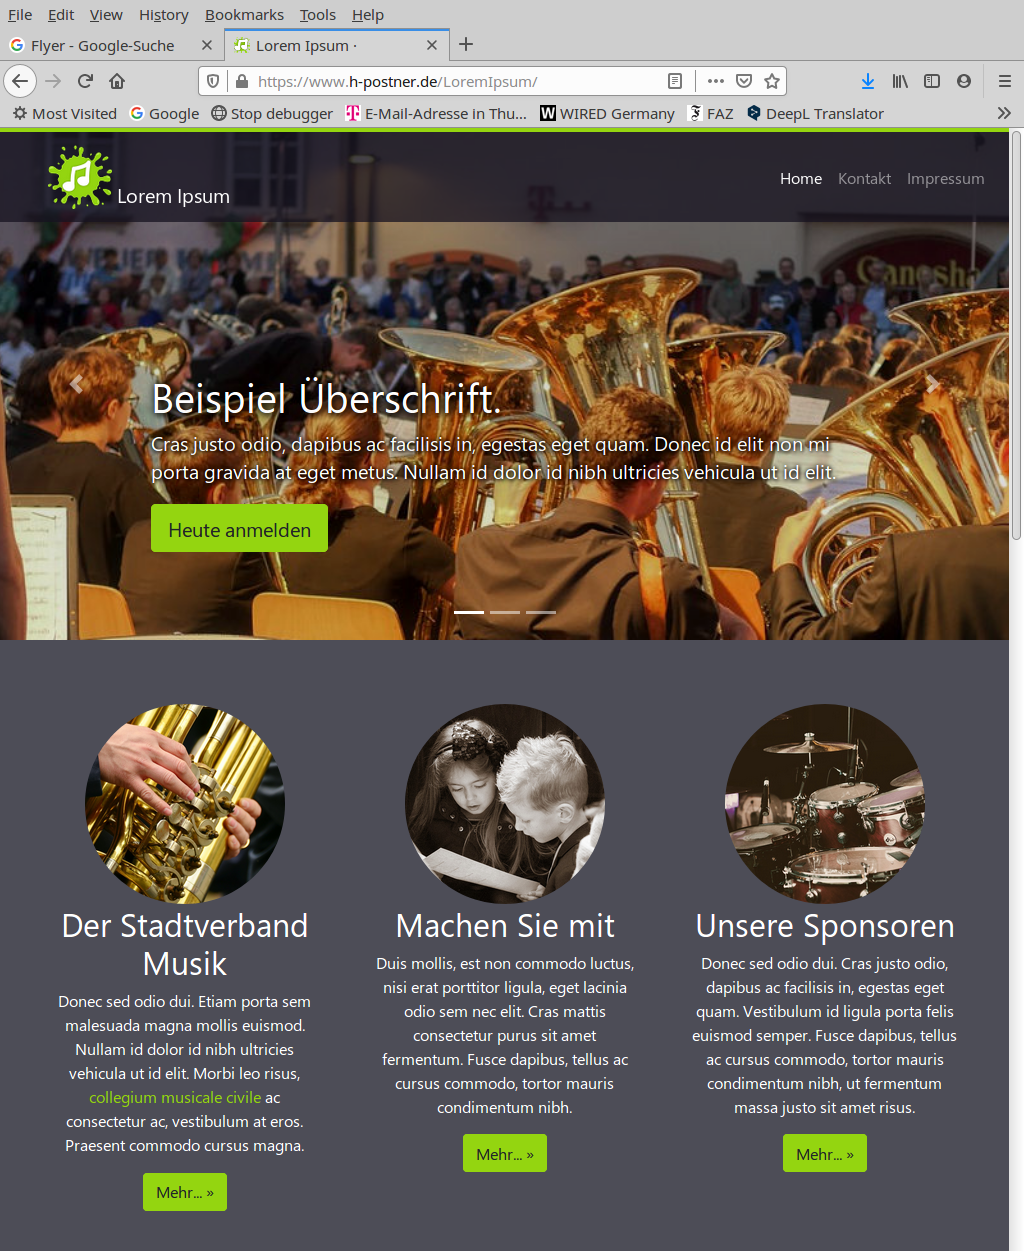 File Edit View History Bookmarks Tools Help
Flyer - Google-Suche
Lorem Ipsum ·
https://www.h-postner.de/LoremIpsum/
Most Visited Google Stop debugger E-Mail-Adresse in Thu... WIRED Germany FAZ DeepL Translator
Lorem Ipsum
Home Kontakt Impressum
Ganesha
Beispiel Überschrift.
Cras justo odio, dapibus ac facilisis in, egestas eget quam. Donec id elit non mi
porta gravida at eget metus. Nullam id dolor id nibh ultricies vehicula ut id elit.
Heute anmelden
Der Stadtverband
Musik
Donec sed odio dui. Etiam porta sem
malesuada magna mollis euismod.
Nullam id dolor id nibh ultricies
vehicula ut id elit. Morbi leo risus,
collegium musicale civile ac
consectetur ac, vestibulum at eros.
Praesent commodo cursus magna.
Mehr... »
Machen Sie mit
Duis mollis, est non commodo luctus,
nisi erat porttitor ligula, eget lacinia
odio sem nec elit. Cras mattis
consectetur purus sit amet
fermentum. Fusce dapibus, tellus ac
cursus commodo, tortor mauris
condimentum nibh.
Mehr... »
Unsere Sponsoren
Donec sed odio dui. Cras justo odio,
dapibus ac facilisis in, egestas eget
quam. Vestibulum id ligula porta felis
euismod semper. Fusce dapibus, tellus
ac cursus commodo, tortor mauris
condimentum nibh, ut fermentum
massa justo sit amet risus.
Mehr... »